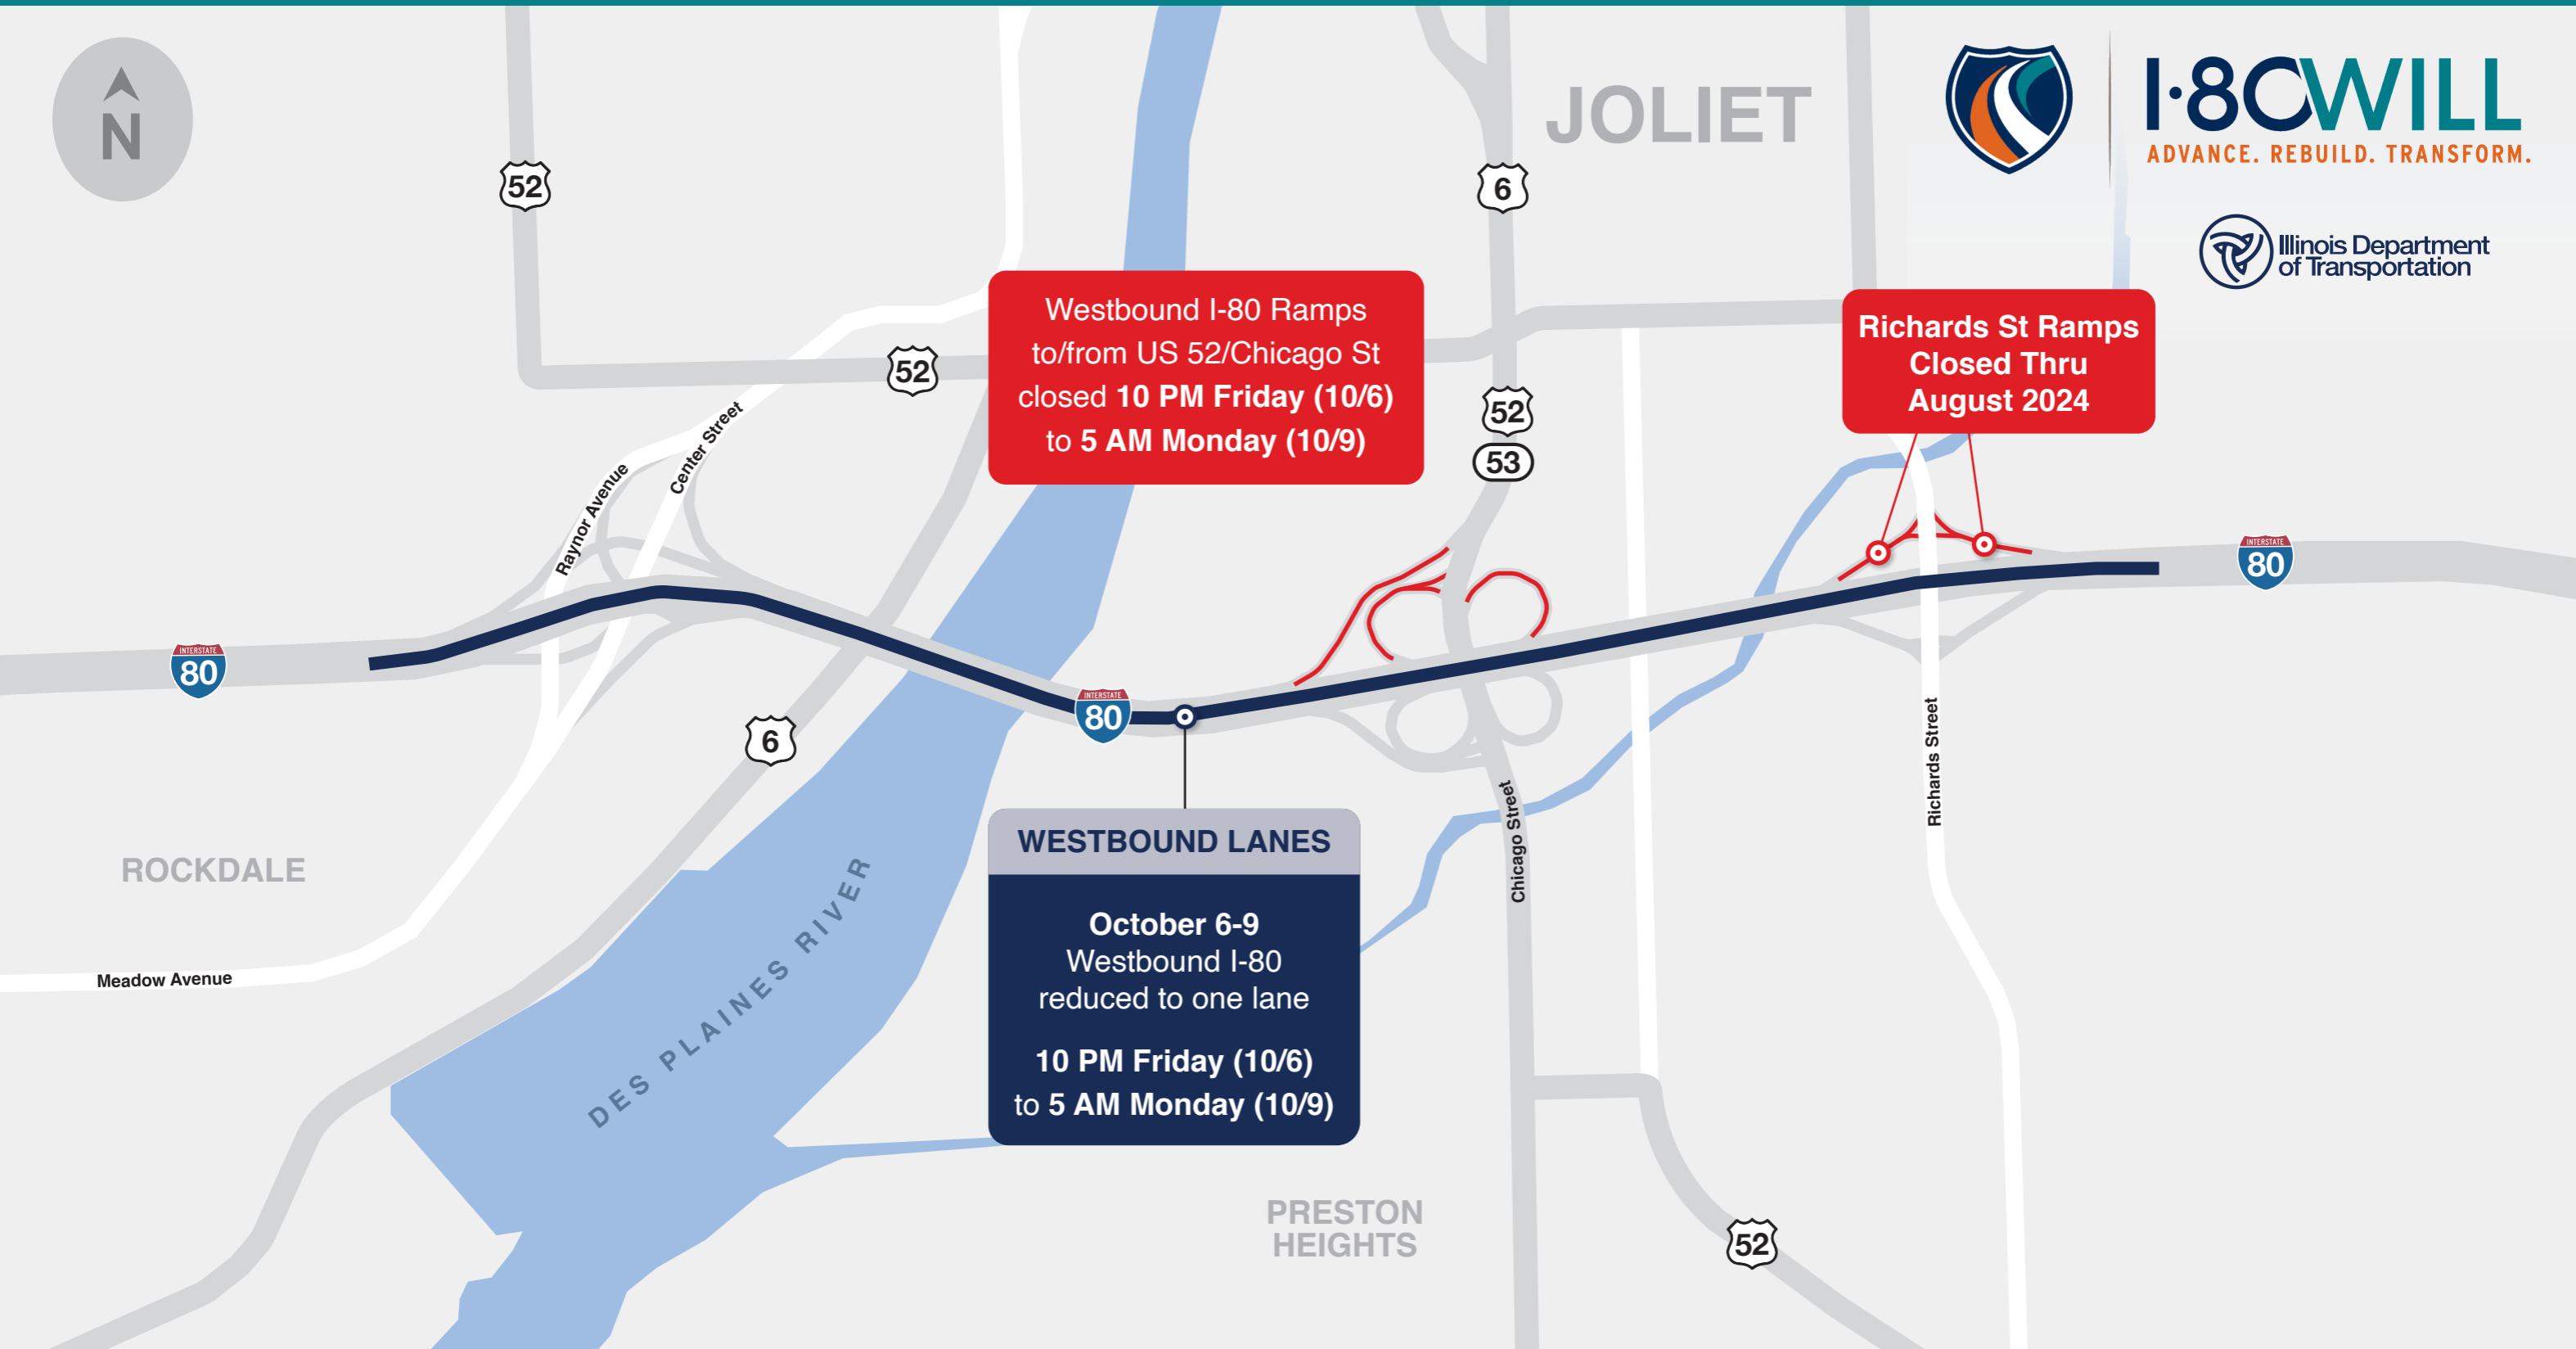 N
JOLIET
I·80WILL
ADVANCE. REBUILD. TRANSFORM.
Illinois Department
of Transportation
52
6
Westbound I-80 Ramps
to/from US 52/Chicago St
closed 10 PM Friday (10/6)
to 5 AM Monday (10/9)
Richards St Ramps
Closed Thru
August 2024
52
52
53
Center Street
Raynor Avenue
INTERSTATE
80
INTERSTATE
80
INTERSTATE
80
6
Richards Street
Chicago Street
WESTBOUND LANES
October 6-9
Westbound I-80
reduced to one lane
10 PM Friday (10/6)
to 5 AM Monday (10/9)
ROCKDALE
Meadow Avenue
DES PLAINES RIVER
PRESTON
HEIGHTS
52